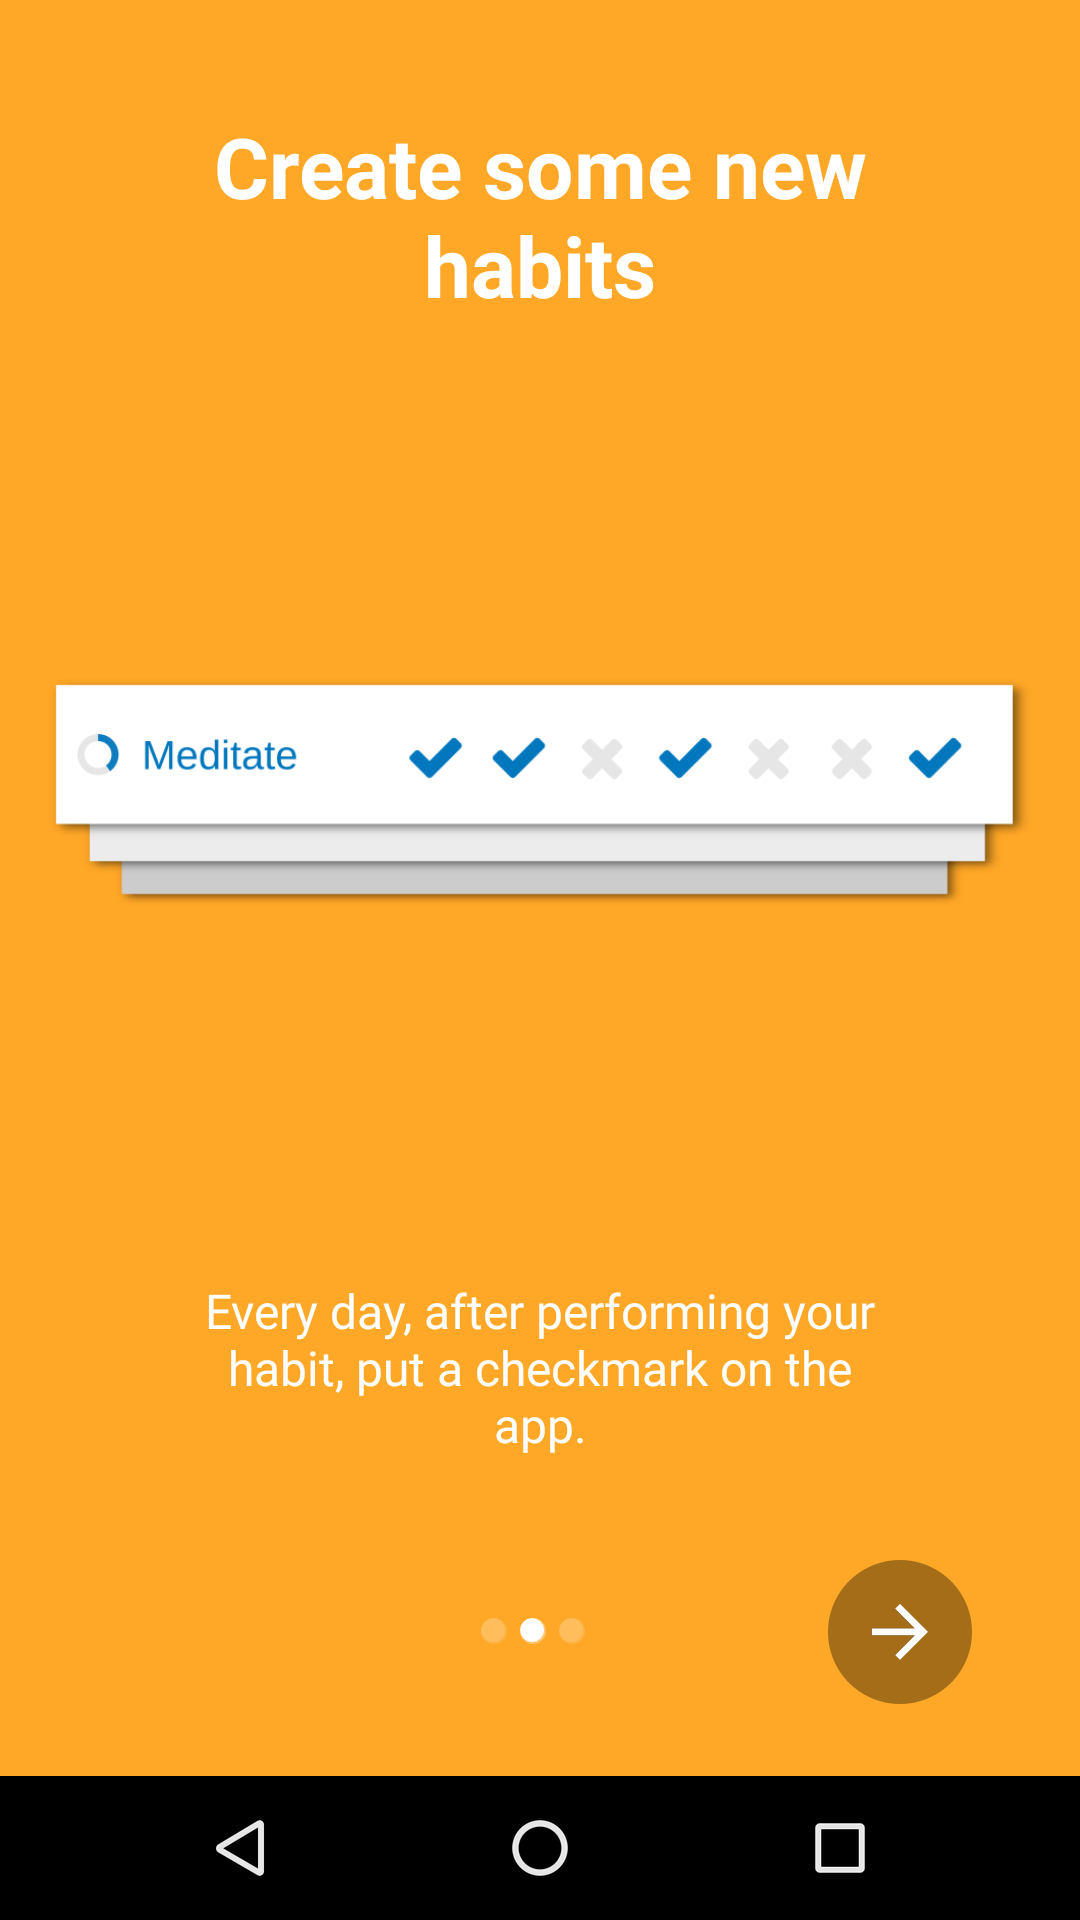 Create some new
habits
Meditate
Every day, after performing your
habit, put a checkmark on the
app.